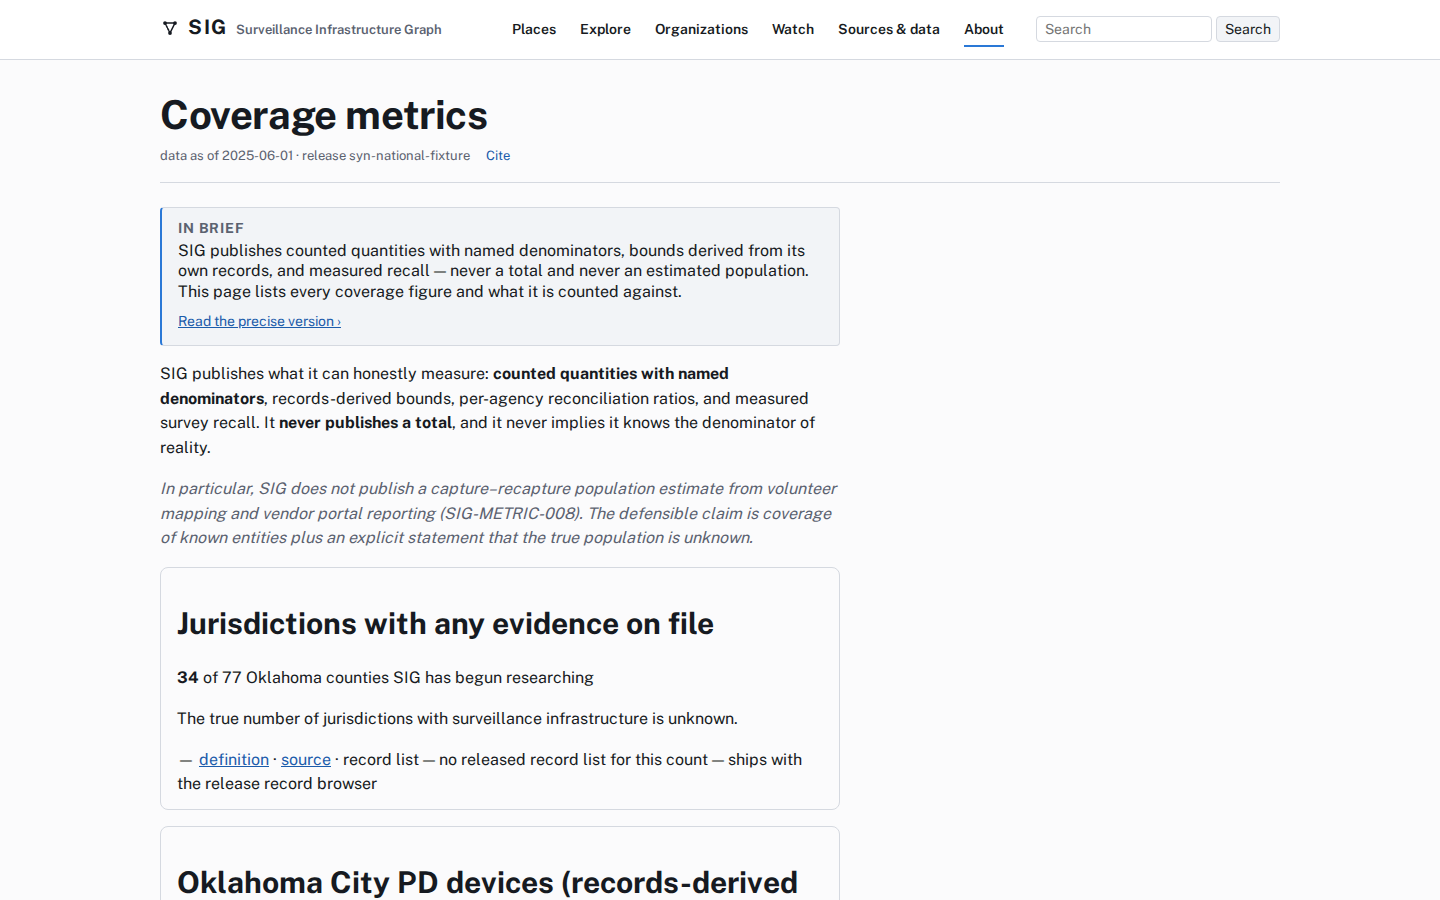 SIG Surveillance Infrastructure Graph Places Explore Organizations Watch Sources & data About Search Search
Coverage metrics
data as of 2025-06-01 · release syn-national-fixture Cite
IN BRIEF
SIG publishes counted quantities with named denominators, bounds derived from its
own records, and measured recall — never a total and never an estimated population.
This page lists every coverage figure and what it is counted against.
Read the precise version ›
SIG publishes what it can honestly measure: counted quantities with named
denominators, records-derived bounds, per-agency reconciliation ratios, and measured
survey recall. It never publishes a total, and it never implies it knows the denominator of
reality.
In particular, SIG does not publish a capture–recapture population estimate from volunteer
mapping and vendor portal reporting (SIG-METRIC-008). The defensible claim is coverage
of known entities plus an explicit statement that the true population is unknown.
Jurisdictions with any evidence on file
34 of 77 Oklahoma counties SIG has begun researching
The true number of jurisdictions with surveillance infrastructure is unknown.
— definition · source · record list — no released record list for this count — ships with
the release record browser
Oklahoma City PD devices (records-derived